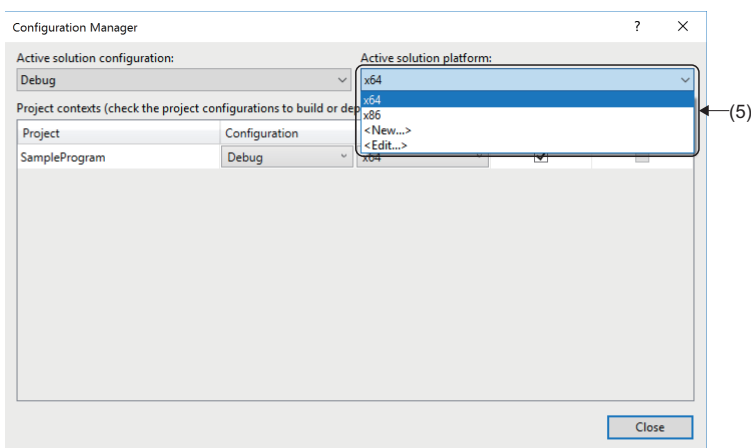 Configuration Manager ?
Active solution configuration: Active solution platform:
Debug x64
Project contexts (check the project configurations to build or dep
x64
x86
<New...>
<Edit...>
(5)
Project Configuration
SampleProgram Debug x64
Close